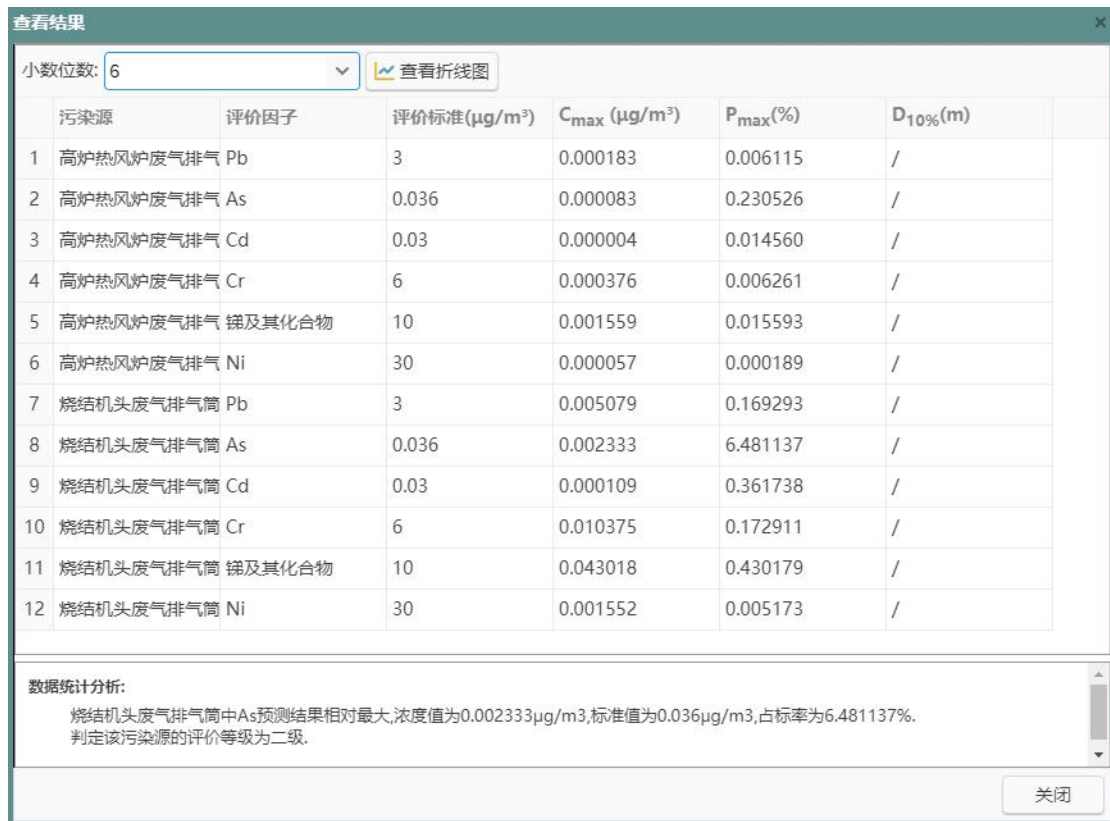 查看结果
小数位数: 6 查看折线图
污染源 评价因子 评价标准(μg/m³) Cmax (μg/m³) Pmax(%) D10%(m)
1 高炉热风炉废气排气 Pb 3 0.000183 0.006115 /
2 高炉热风炉废气排气 As 0.036 0.000083 0.230526 /
3 高炉热风炉废气排气 Cd 0.03 0.000004 0.014560 /
4 高炉热风炉废气排气 Cr 6 0.000376 0.006261 /
5 高炉热风炉废气排气 锑及其化合物 10 0.001559 0.015593 /
6 高炉热风炉废气排气 Ni 30 0.000057 0.000189 /
7 烧结机头废气排气筒 Pb 3 0.005079 0.169293 /
8 烧结机头废气排气筒 As 0.036 0.002333 6.481137 /
9 烧结机头废气排气筒 Cd 0.03 0.000109 0.361738 /
10 烧结机头废气排气筒 Cr 6 0.010375 0.172911 /
11 烧结机头废气排气筒 锑及其化合物 10 0.043018 0.430179 /
12 烧结机头废气排气筒 Ni 30 0.001552 0.005173 /
数据统计分析:
烧结机头废气排气筒中As预测结果相对最大,浓度值为0.002333μg/m3,标准值为0.036μg/m3,占标率为6.481137%.
判定该污染源的评价等级为二级.
关闭